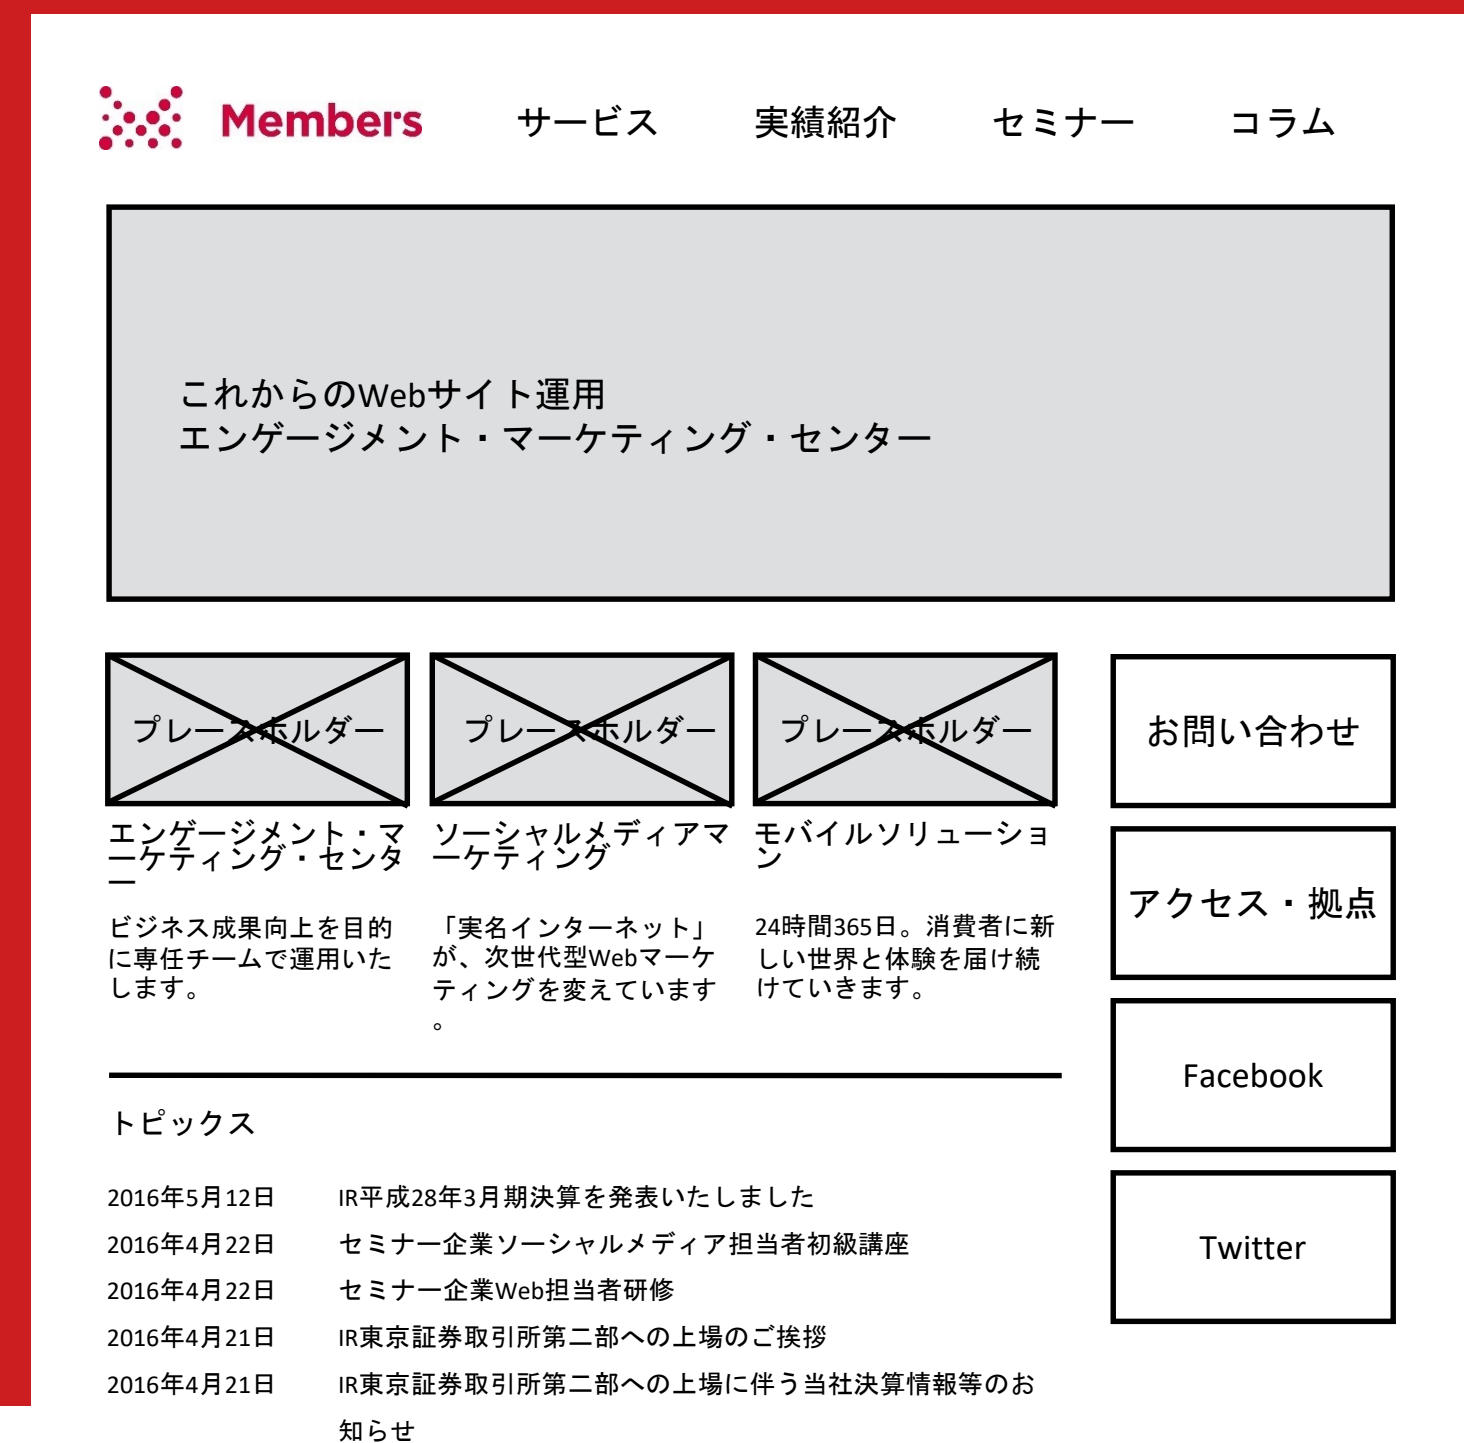 Members
サービス
実績紹介
セミナー
コラム
これからのWebサイト運用
エンゲージメント・マーケティング・センター
プレースホルダー
プレースホルダー
プレースホルダー
エンゲージメント・マ
ーケティング・センタ
ー
ビジネス成果向上を目的
に専任チームで運用いた
します。
ソーシャルメディアマ
ーケティング
「実名インターネット」
が、次世代型Webマーケ
ティングを変えています
。
モバイルソリューショ
ン
24時間365日。消費者に新
しい世界と体験を届け続
けていきます。
お問い合わせ
アクセス・拠点
Facebook
Twitter
トピックス
2016年5月12日 IR平成28年3月期決算を発表いたしました
2016年4月22日 セミナー企業ソーシャルメディア担当者初級講座
2016年4月22日 セミナー企業Web担当者研修
2016年4月21日 IR東京証券取引所第二部への上場のご挨拶
2016年4月21日 IR東京証券取引所第二部への上場に伴う当社決算情報等のお
知らせ